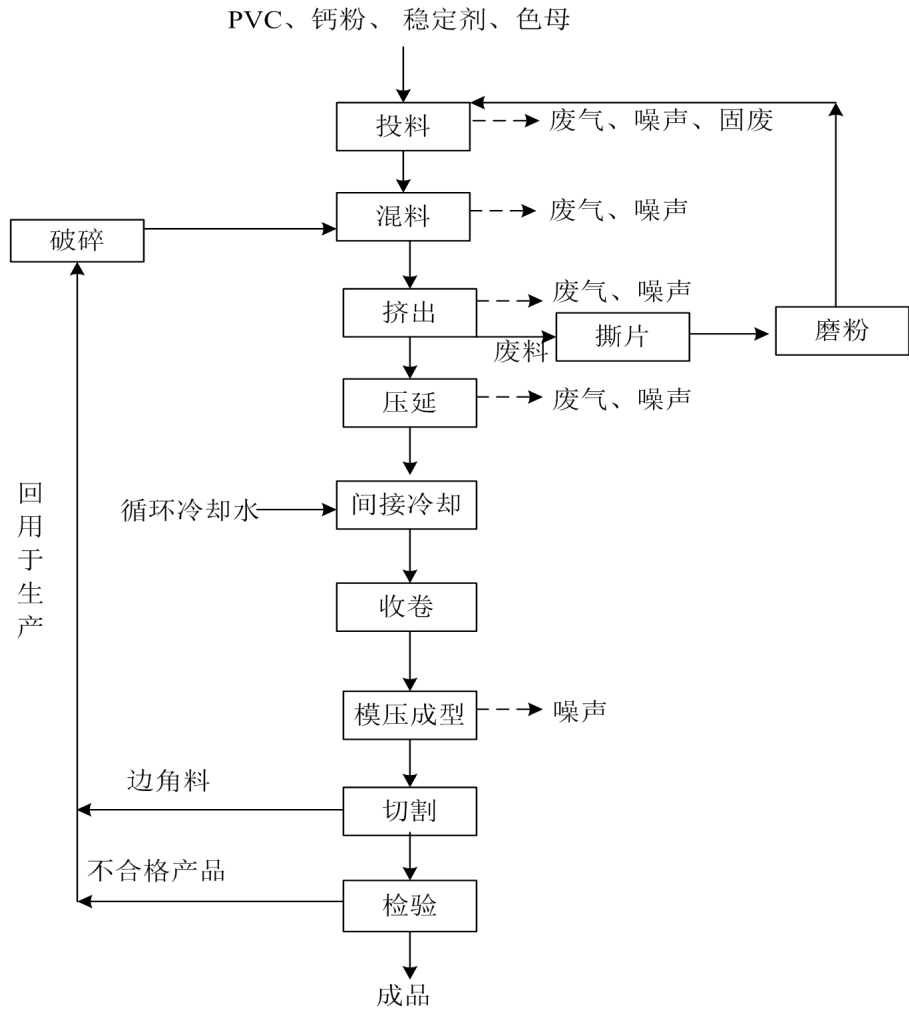 PVC、钙粉、 稳定剂、色母
投料
废气、噪声、固废
混料
废气、噪声
破碎
挤出
废气、噪声
废料
撕片
磨粉
压延
废气、噪声
循环冷却水
间接冷却
回用于生产
收卷
模压成型
噪声
边角料
切割
不合格产品
检验
成品